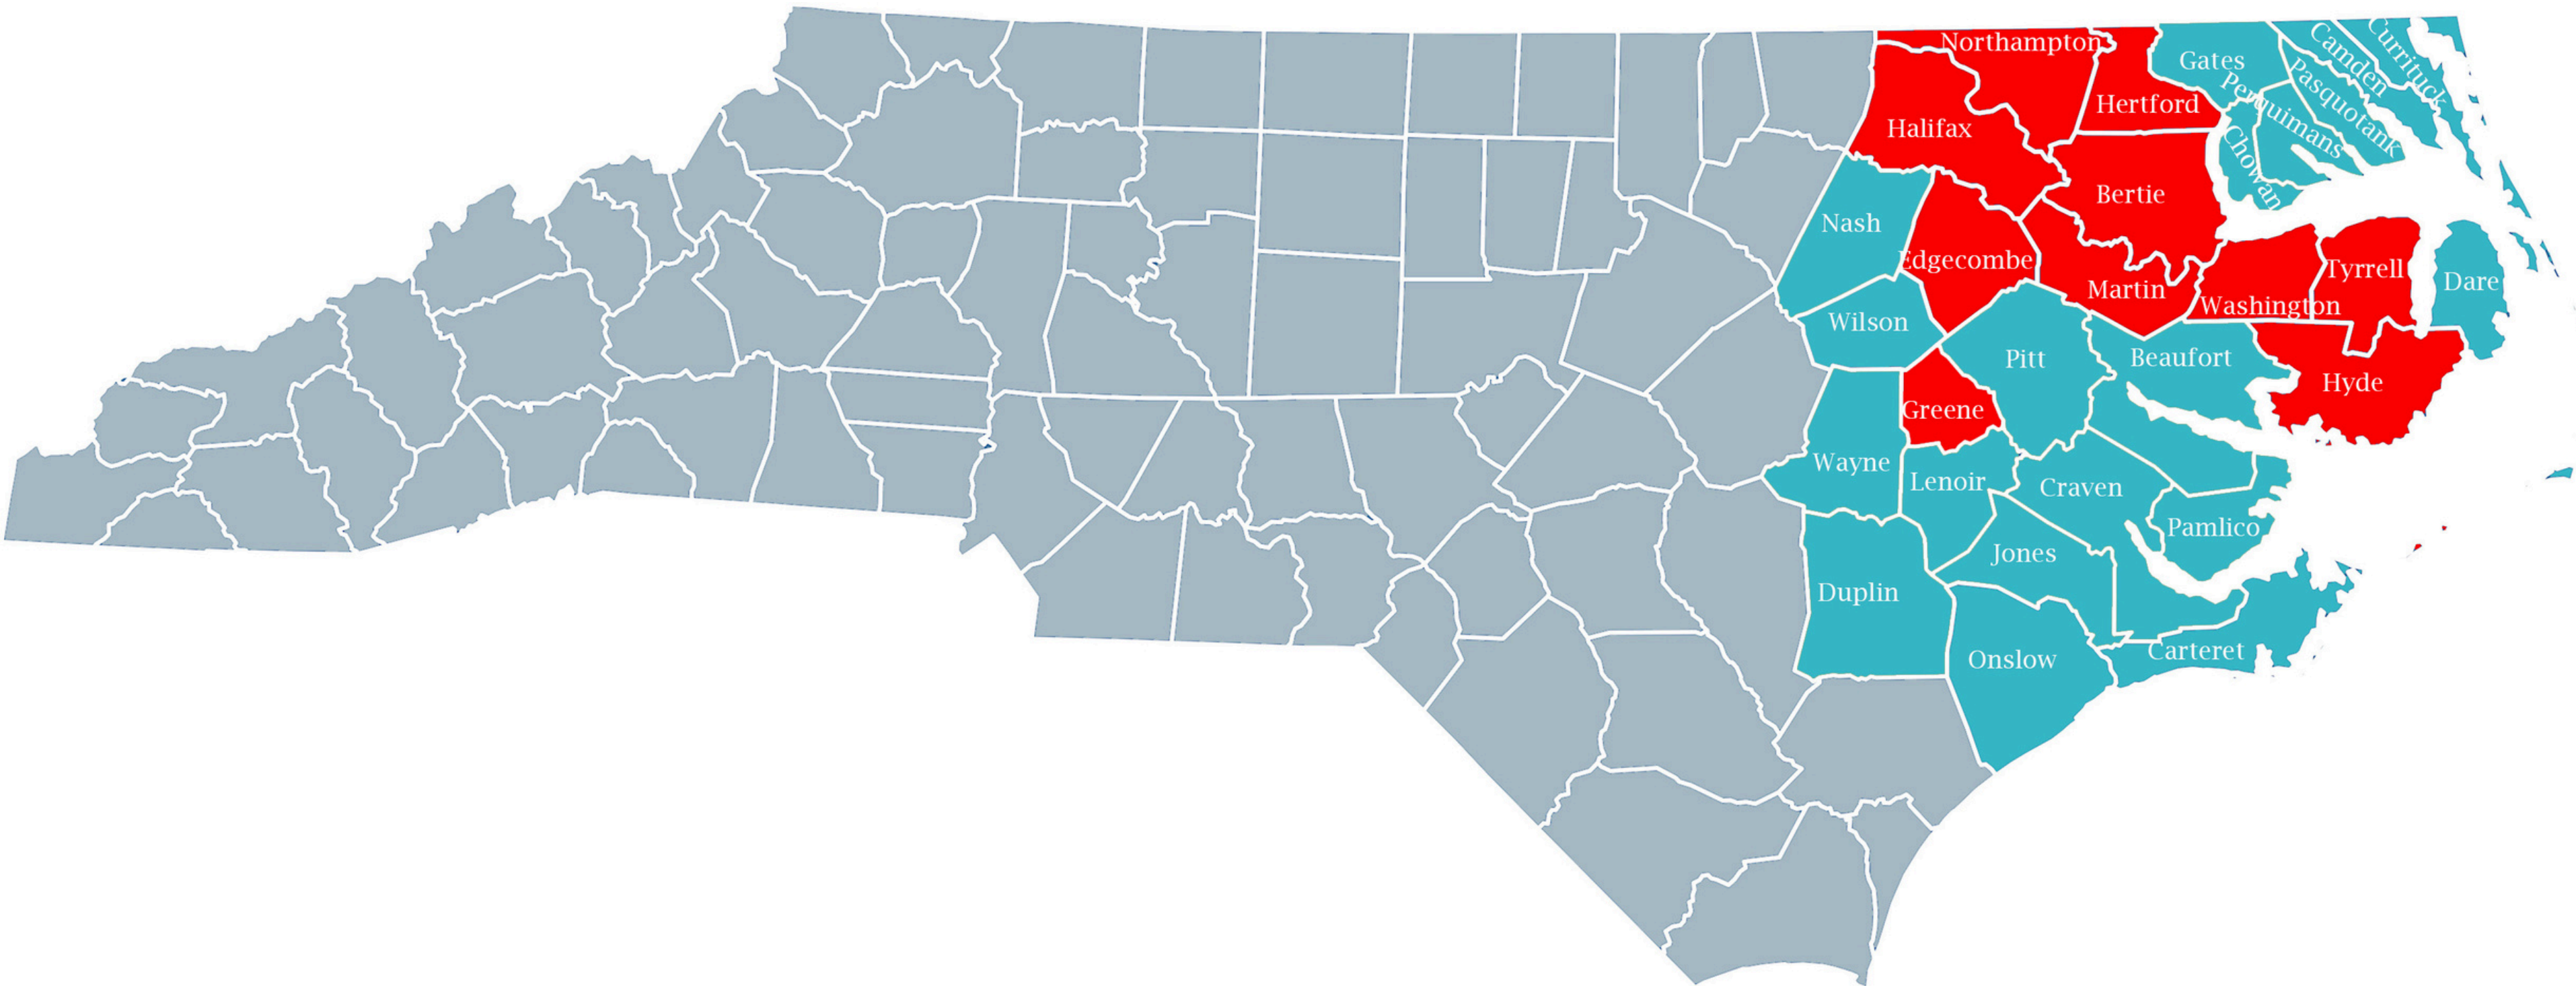 Northampton
Gates
Camden
Currituck
Hertford
Perquimans
Pasquotank
Halifax
Chowan
Bertie
Nash
Edgecombe
Martin
Washington
Tyrrell
Dare
Wilson
Pitt
Beaufort
Hyde
Greene
Wayne
Lenoir
Craven
Pamlico
Jones
Duplin
Onslow
Carteret